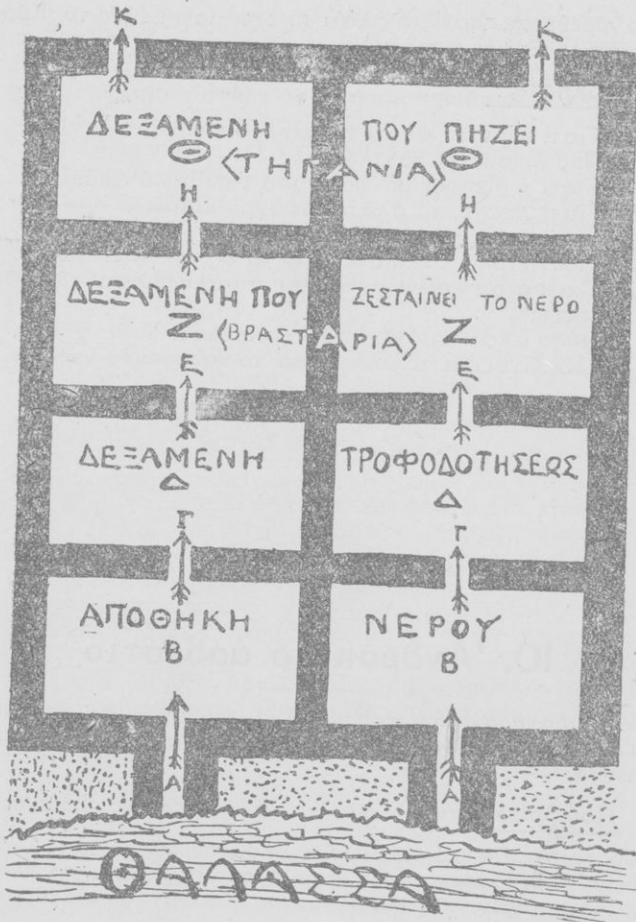 Κ Κ
ΔΕΞΑΜΕΝΗ ΠΟΥ ΠΗΖΕΙ
Θ Θ
(ΤΗΓΑΝΙΑ)
Η Η
ΔΕΞΑΜΕΝΗ ΠΟΥ ΖΕΣΤΑΙΝΕΙ ΤΟ ΝΕΡΟ
Ζ (ΒΡΑΣΤΑΡΙΑ) Ζ
Ε Ε
ΔΕΞΑΜΕΝΗ ΤΡΟΦΟΔΟΤΗΣΕΩΣ
Δ Δ
Γ Γ
ΑΠΟΘΗΚΗ ΝΕΡΟΥ
Β Β
Α Α
ΘΑΛΑΣΣΑ